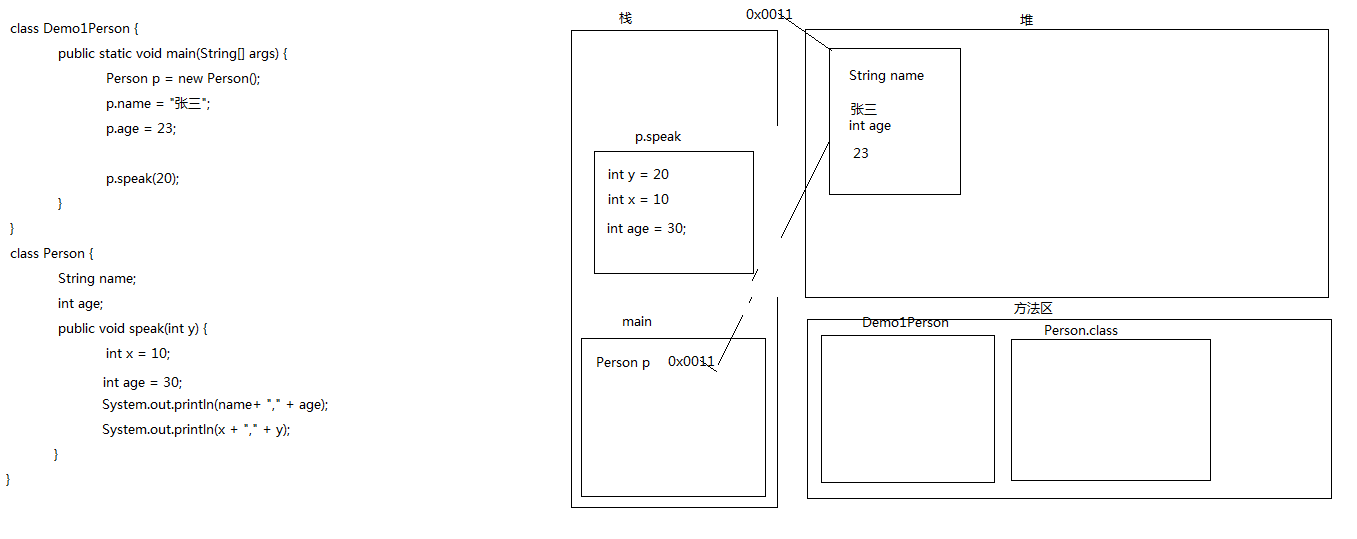 class Demo1Person {
public static void main(String[] args) {
Person p = new Person();
p.name = "张三";
p.age = 23;
p.speak(20);
}
}
class Person {
String name;
int age;
public void speak(int y) {
int x = 10;
int age = 30;
System.out.println(name+ "," + age);
System.out.println(x + "," + y);
}
}
栈
p.speak
int y = 20
int x = 10
int age = 30;
main
Person p 0x0011
0x0011
堆
String name
张三
int age
23
方法区
Demo1Person
Person.class